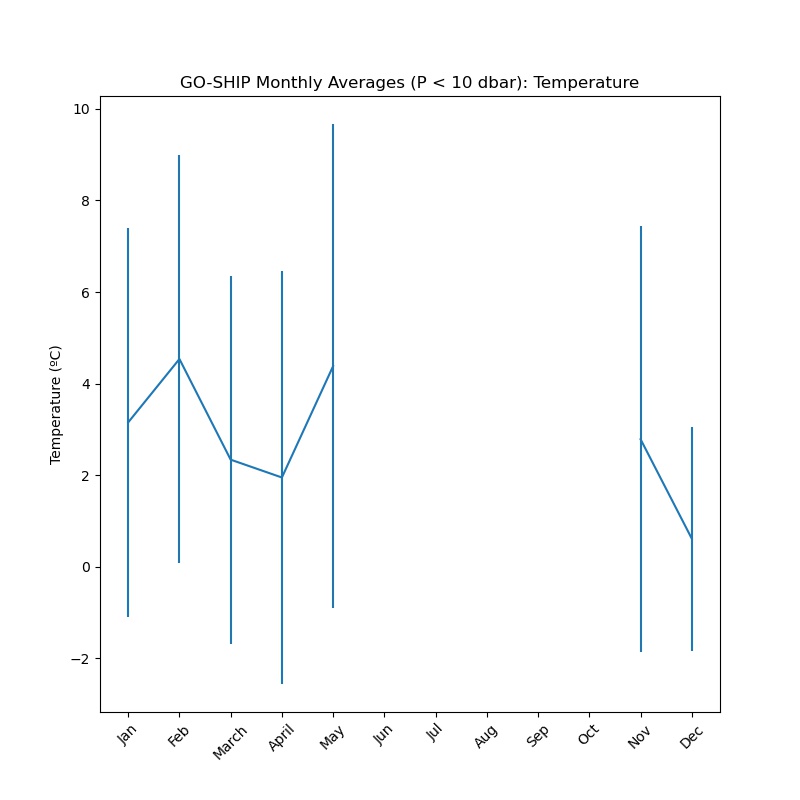 GO-SHIP Monthly Averages (P < 10 dbar): Temperature
10
8
6
4
2
0
−2
Temperature (ºC)
Jan
Feb
March
April
May
Jun
Jul
Aug
Sep
Oct
Nov
Dec